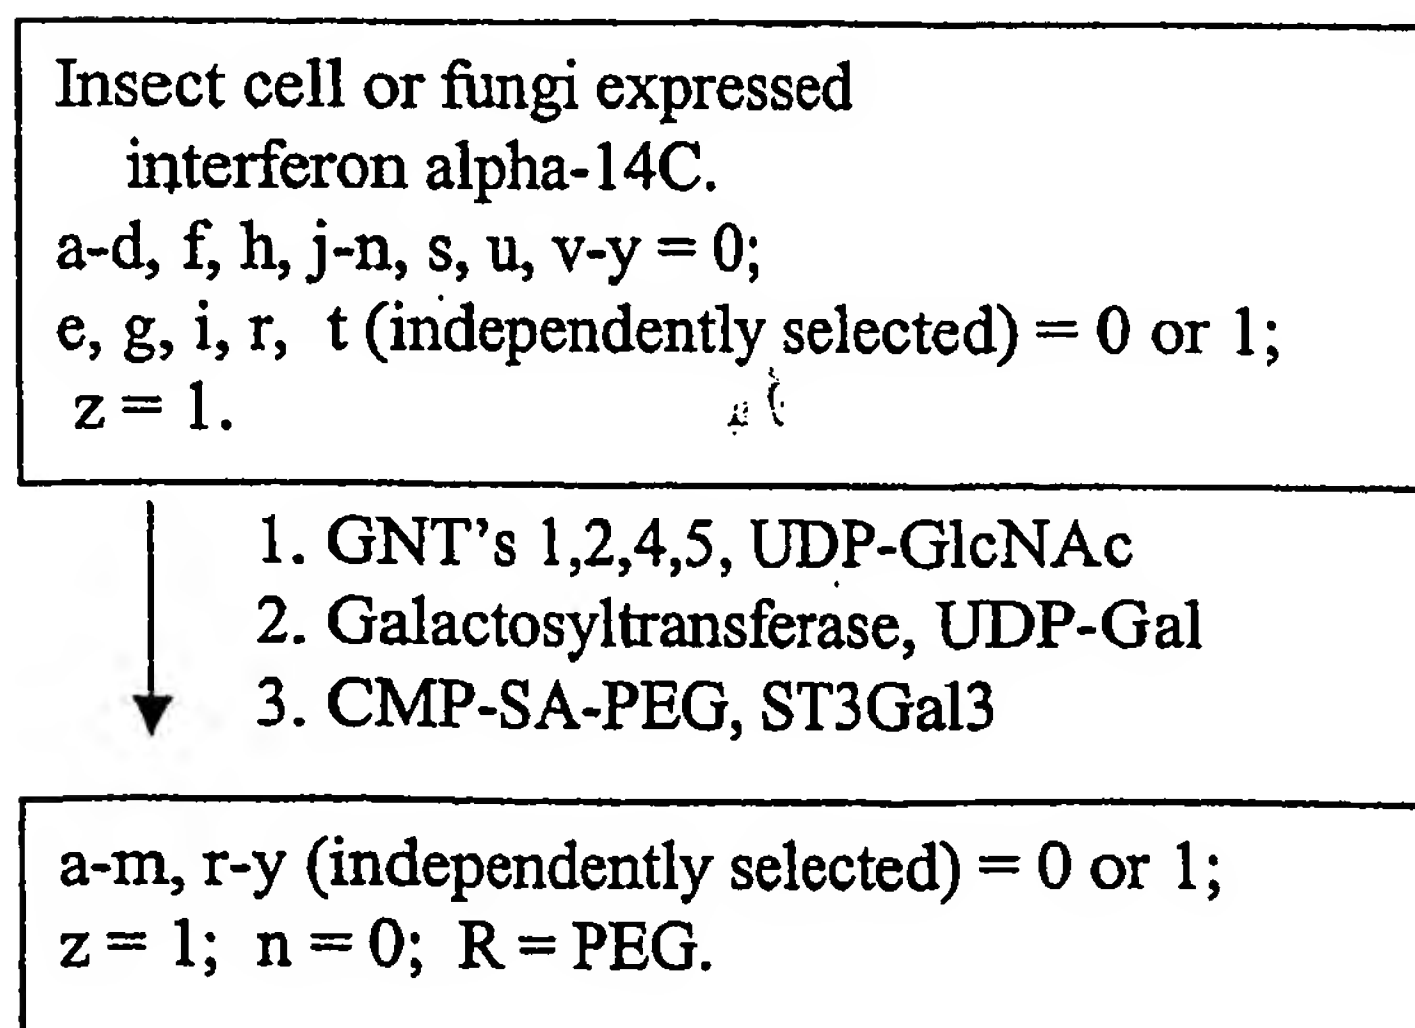 Insect cell or fungi expressed
interferon alpha-14C.
a-d, f, h, j-n, s, u, v-y = 0;
e, g, i, r, t (independently selected) = 0 or 1;
z = 1.
1. GNT's 1,2,4,5, UDP-GlcNAc
2. Galactosyltransferase, UDP-Gal
3. CMP-SA-PEG, ST3Gal3
a-m, r-y (independently selected) = 0 or 1;
z = 1; n = 0; R = PEG.